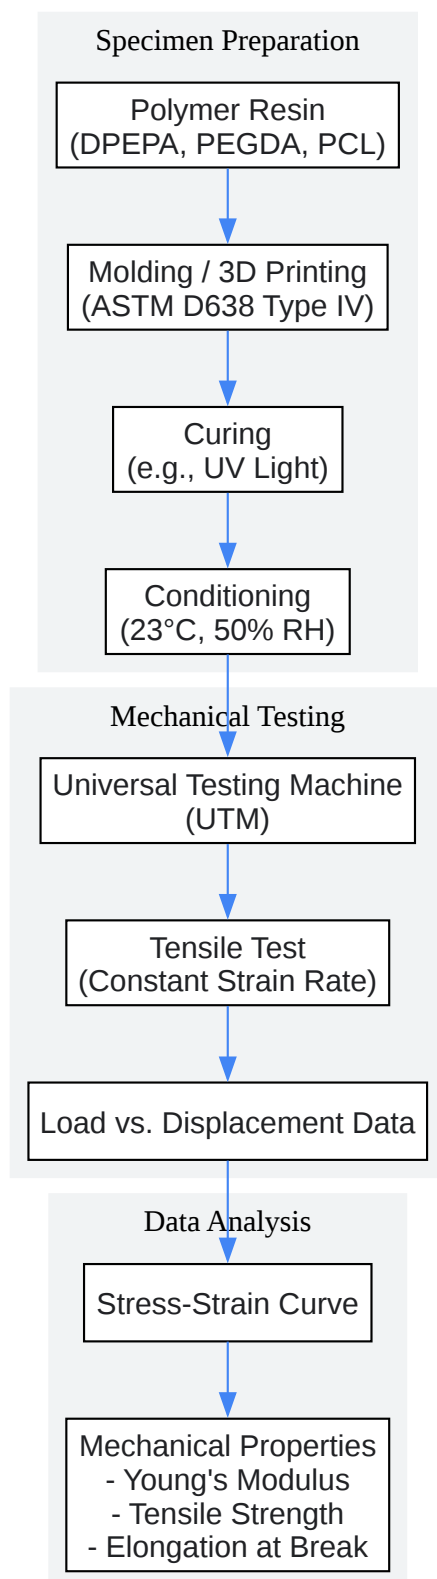 Specimen Preparation
Polymer Resin
(DPEPA, PEGDA, PCL)
Molding / 3D Printing
(ASTM D638 Type IV)
Curing
(e.g., UV Light)
Conditioning
(23°C, 50% RH)
Mechanical Testing
Universal Testing Machine
(UTM)
Tensile Test
(Constant Strain Rate)
Load vs. Displacement Data
Data Analysis
Stress-Strain Curve
Mechanical Properties
- Young's Modulus
- Tensile Strength
- Elongation at Break